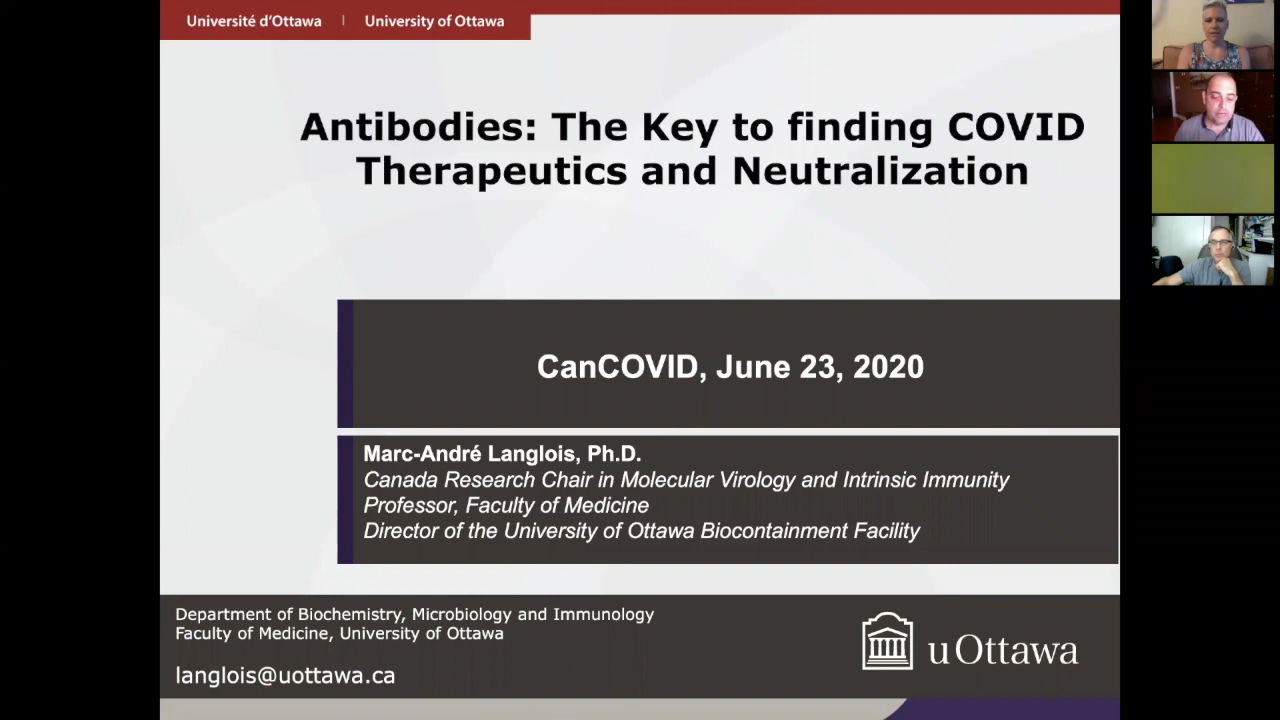 Université d'Ottawa | University of Ottawa
Antibodies: The Key to finding COVID
Therapeutics and Neutralization
CanCOVID, June 23, 2020
Marc-André Langlois, Ph.D.
Canada Research Chair in Molecular Virology and Intrinsic Immunity
Professor, Faculty of Medicine
Director of the University of Ottawa Biocontainment Facility
Department of Biochemistry, Microbiology and Immunology
Faculty of Medicine, University of Ottawa
langlois@uottawa.ca
uOttawa